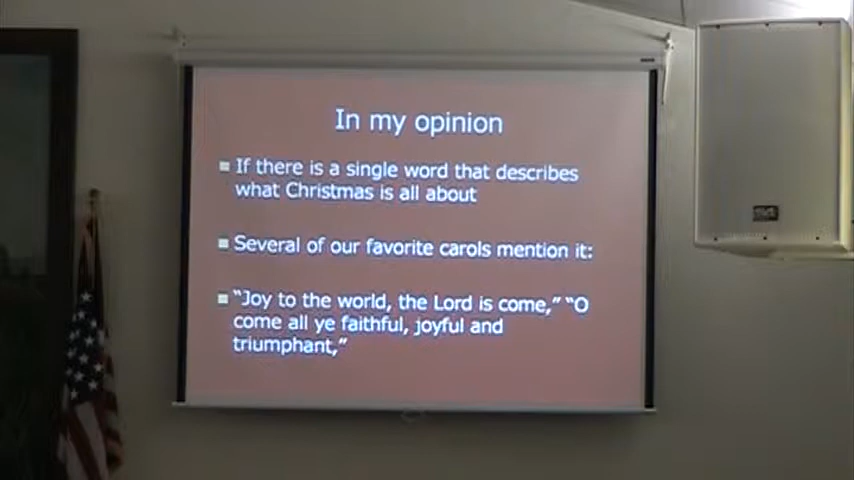 In my opinion
If there is a single word that describes
what Christmas is all about
Several of our favorite carols mention it:
“Joy to the world, the Lord is come,” “O
come all ye faithful, joyful and
triumphant,”